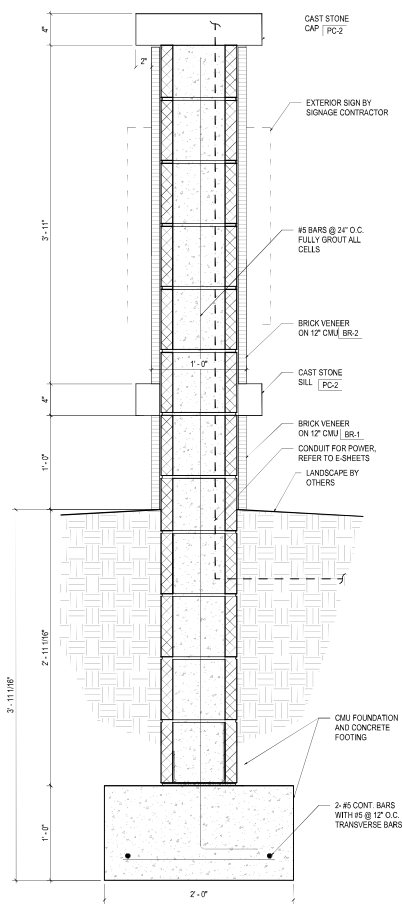 4"
CAST STONE
CAP PC-2
2"
EXTERIOR SIGN BY
SIGNAGE CONTRACTOR
3' - 11"
#5 BARS @ 24" O.C.
FULLY GROUT ALL
CELLS
BRICK VENEER
ON 12" CMU BR-2
1' - 0"
CAST STONE
SILL PC-2
4"
BRICK VENEER
ON 12" CMU BR-1
1' - 0"
CONDUIT FOR POWER,
REFER TO E-SHEETS
LANDSCAPE BY
OTHERS
2' - 11 1/16"
3' - 11 1/16"
CMU FOUNDATION
AND CONCRETE
FOOTING
2- #5 CONT. BARS
WITH #5 @ 12" O.C.
TRANSVERSE BARS
1' - 0"
2' - 0"